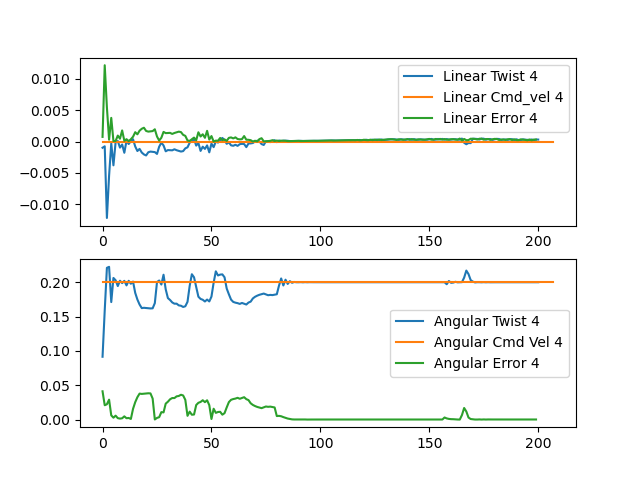 0.010
0.005
0.000
−0.005
−0.010
Linear Twist 4
Linear Cmd_vel 4
Linear Error 4
0 50 100 150 200
0.20
0.15
0.10
0.05
0.00
Angular Twist 4
Angular Cmd Vel 4
Angular Error 4
0 50 100 150 200